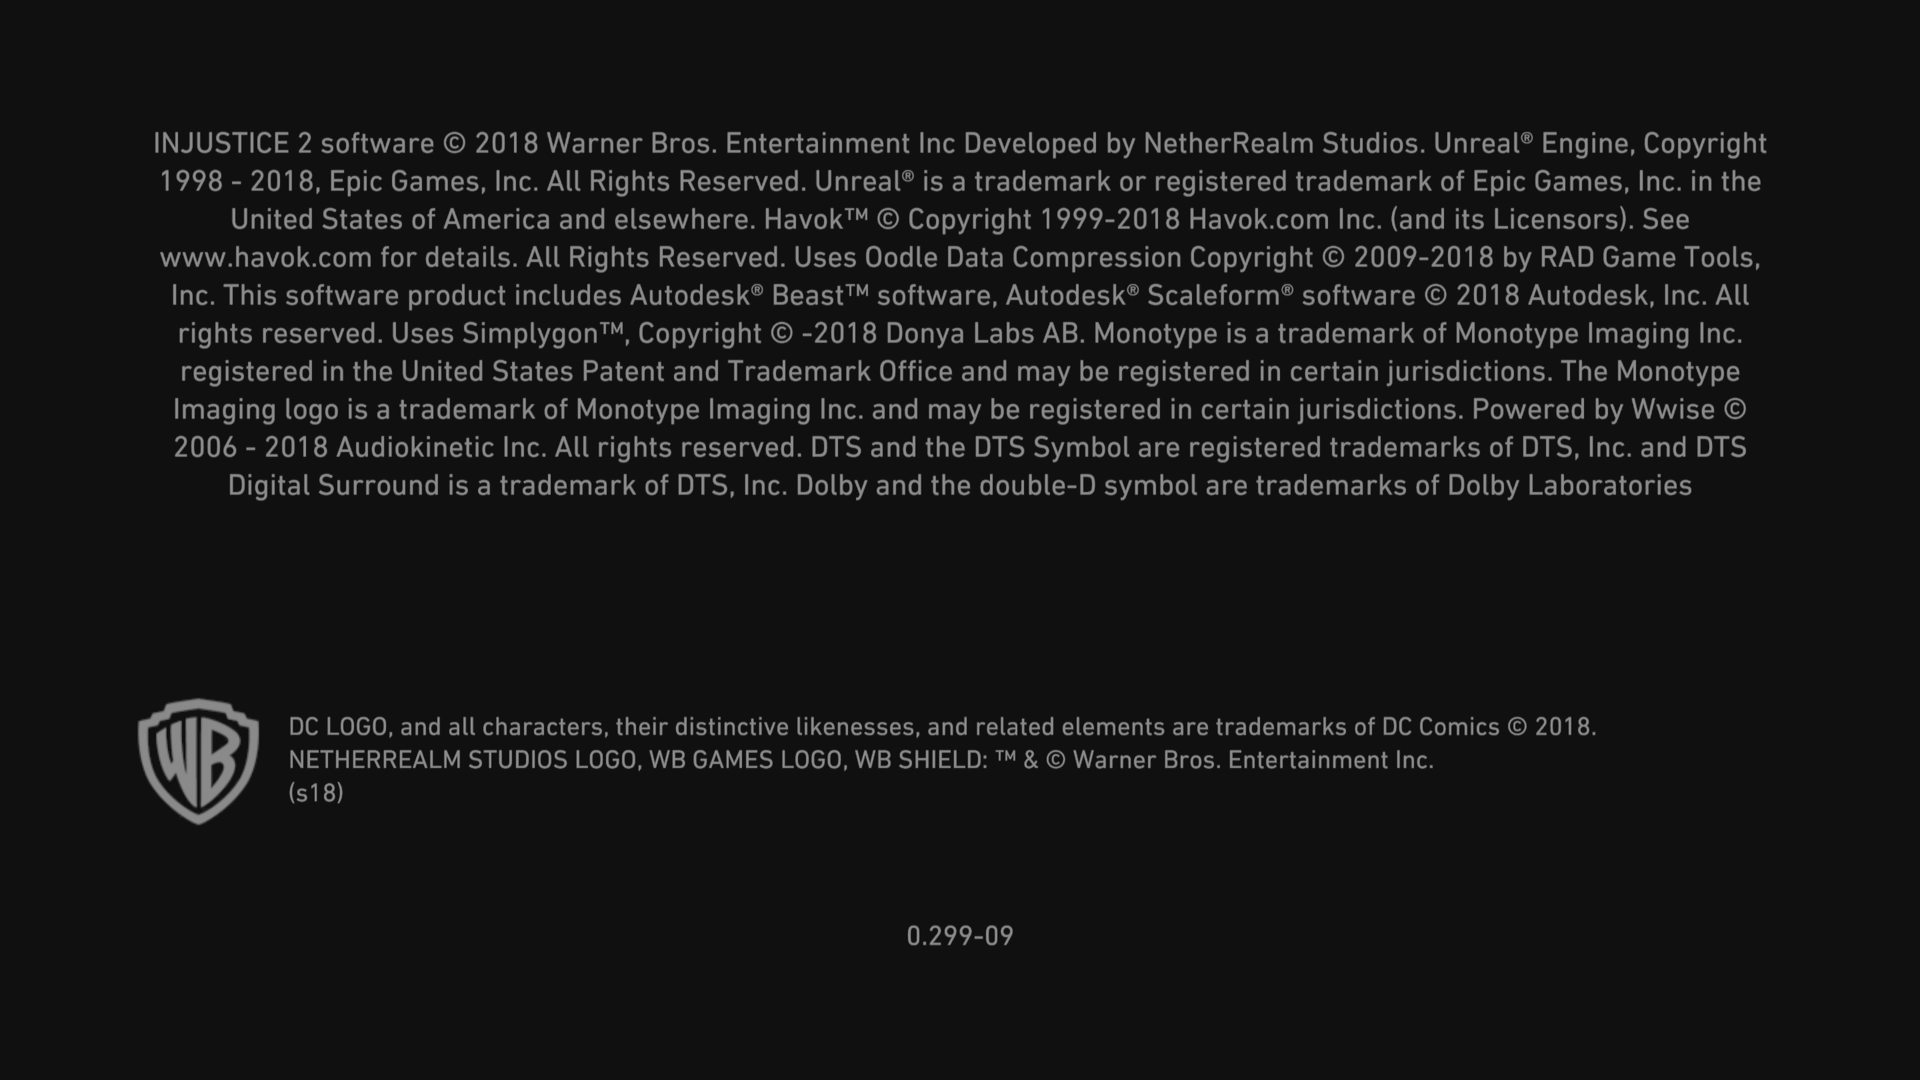 INJUSTICE 2 software © 2018 Warner Bros. Entertainment Inc Developed by NetherRealm Studios. Unreal® Engine, Copyright
1998 - 2018, Epic Games, Inc. All Rights Reserved. Unreal® is a trademark or registered trademark of Epic Games, Inc. in the
United States of America and elsewhere. Havok™ © Copyright 1999-2018 Havok.com Inc. (and its Licensors). See
www.havok.com for details. All Rights Reserved. Uses Oodle Data Compression Copyright © 2009-2018 by RAD Game Tools,
Inc. This software product includes Autodesk® Beast™ software, Autodesk® Scaleform® software © 2018 Autodesk, Inc. All
rights reserved. Uses Simplygon™, Copyright © -2018 Donya Labs AB. Monotype is a trademark of Monotype Imaging Inc.
registered in the United States Patent and Trademark Office and may be registered in certain jurisdictions. The Monotype
Imaging logo is a trademark of Monotype Imaging Inc. and may be registered in certain jurisdictions. Powered by Wwise ©
2006 - 2018 Audiokinetic Inc. All rights reserved. DTS and the DTS Symbol are registered trademarks of DTS, Inc. and DTS
Digital Surround is a trademark of DTS, Inc. Dolby and the double-D symbol are trademarks of Dolby Laboratories
WB
DC LOGO, and all characters, their distinctive likenesses, and related elements are trademarks of DC Comics © 2018.
NETHERREALM STUDIOS LOGO, WB GAMES LOGO, WB SHIELD: ™ & © Warner Bros. Entertainment Inc.
(s18)
0.299-09